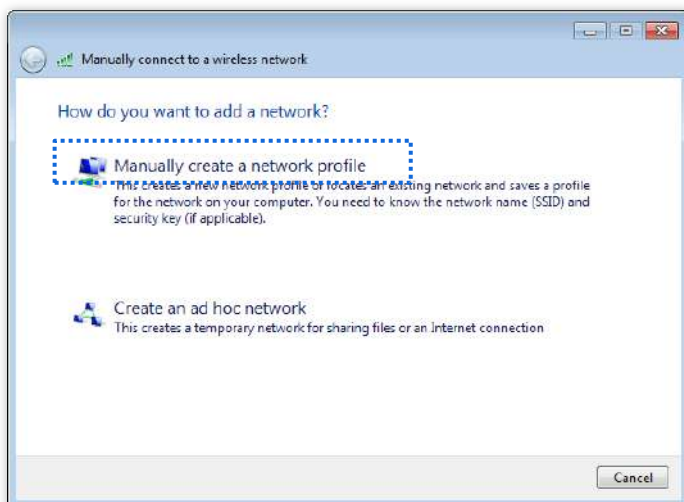 Manually connect to a wireless network
How do you want to add a network?
Manually create a network profile
This creates a new network profile or locates an existing network and saves a profile
for the network on your computer. You need to know the network name (SSID) and
security key (if applicable).
Create an ad hoc network
This creates a temporary network for sharing files or an Internet connection
Cancel